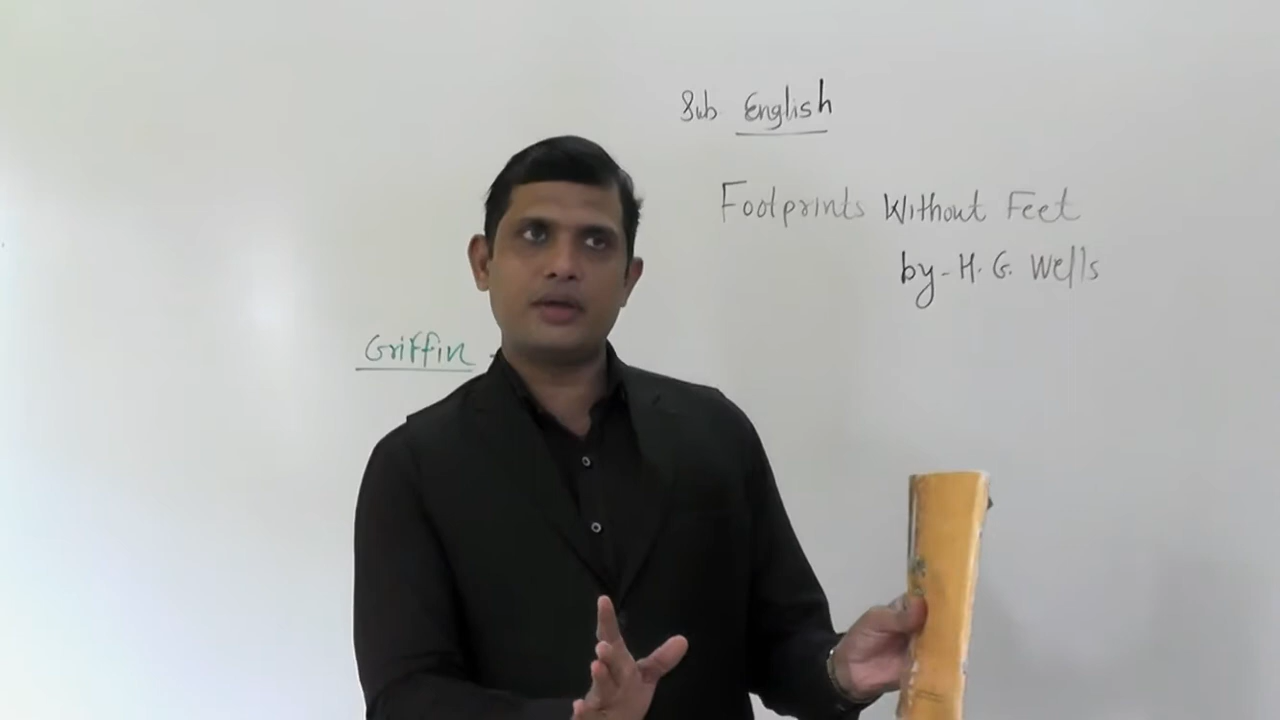 Sub English
Footprints Without Feet
by - H. G. Wells
Griffin -